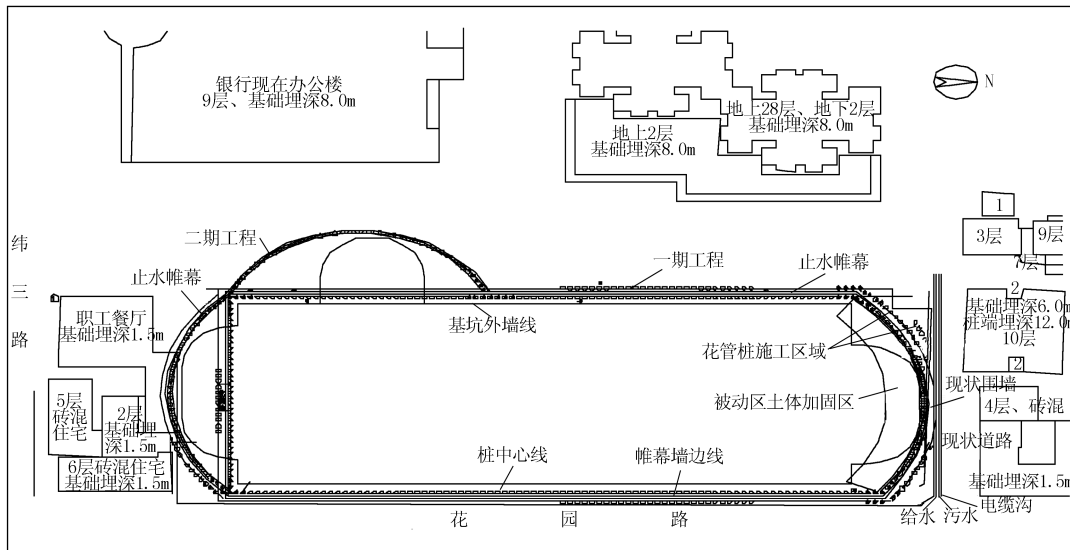 银行现在办公楼
9层、基础埋深8.0m
地上28层、地下2层
基础埋深8.0m
地上2层
基础埋深8.0m
N
1
3层
9层
7层
纬
三
路
二期工程
止水帷幕
一期工程
止水帷幕
职工餐厅
基础埋深1.5m
基坑外墙线
花管桩施工区域
2
基础埋深6.0m
桩端埋深12.0m
10层
2
被动区土体加固区
现状围墙
5层
砖混
住宅
2层
基础埋
深1.5m
4层、砖混
现状道路
6层砖混住宅
基础埋深1.5m
桩中心线
帷幕墙边线
基础埋深1.5m
电缆沟
给水
污水
花
园
路